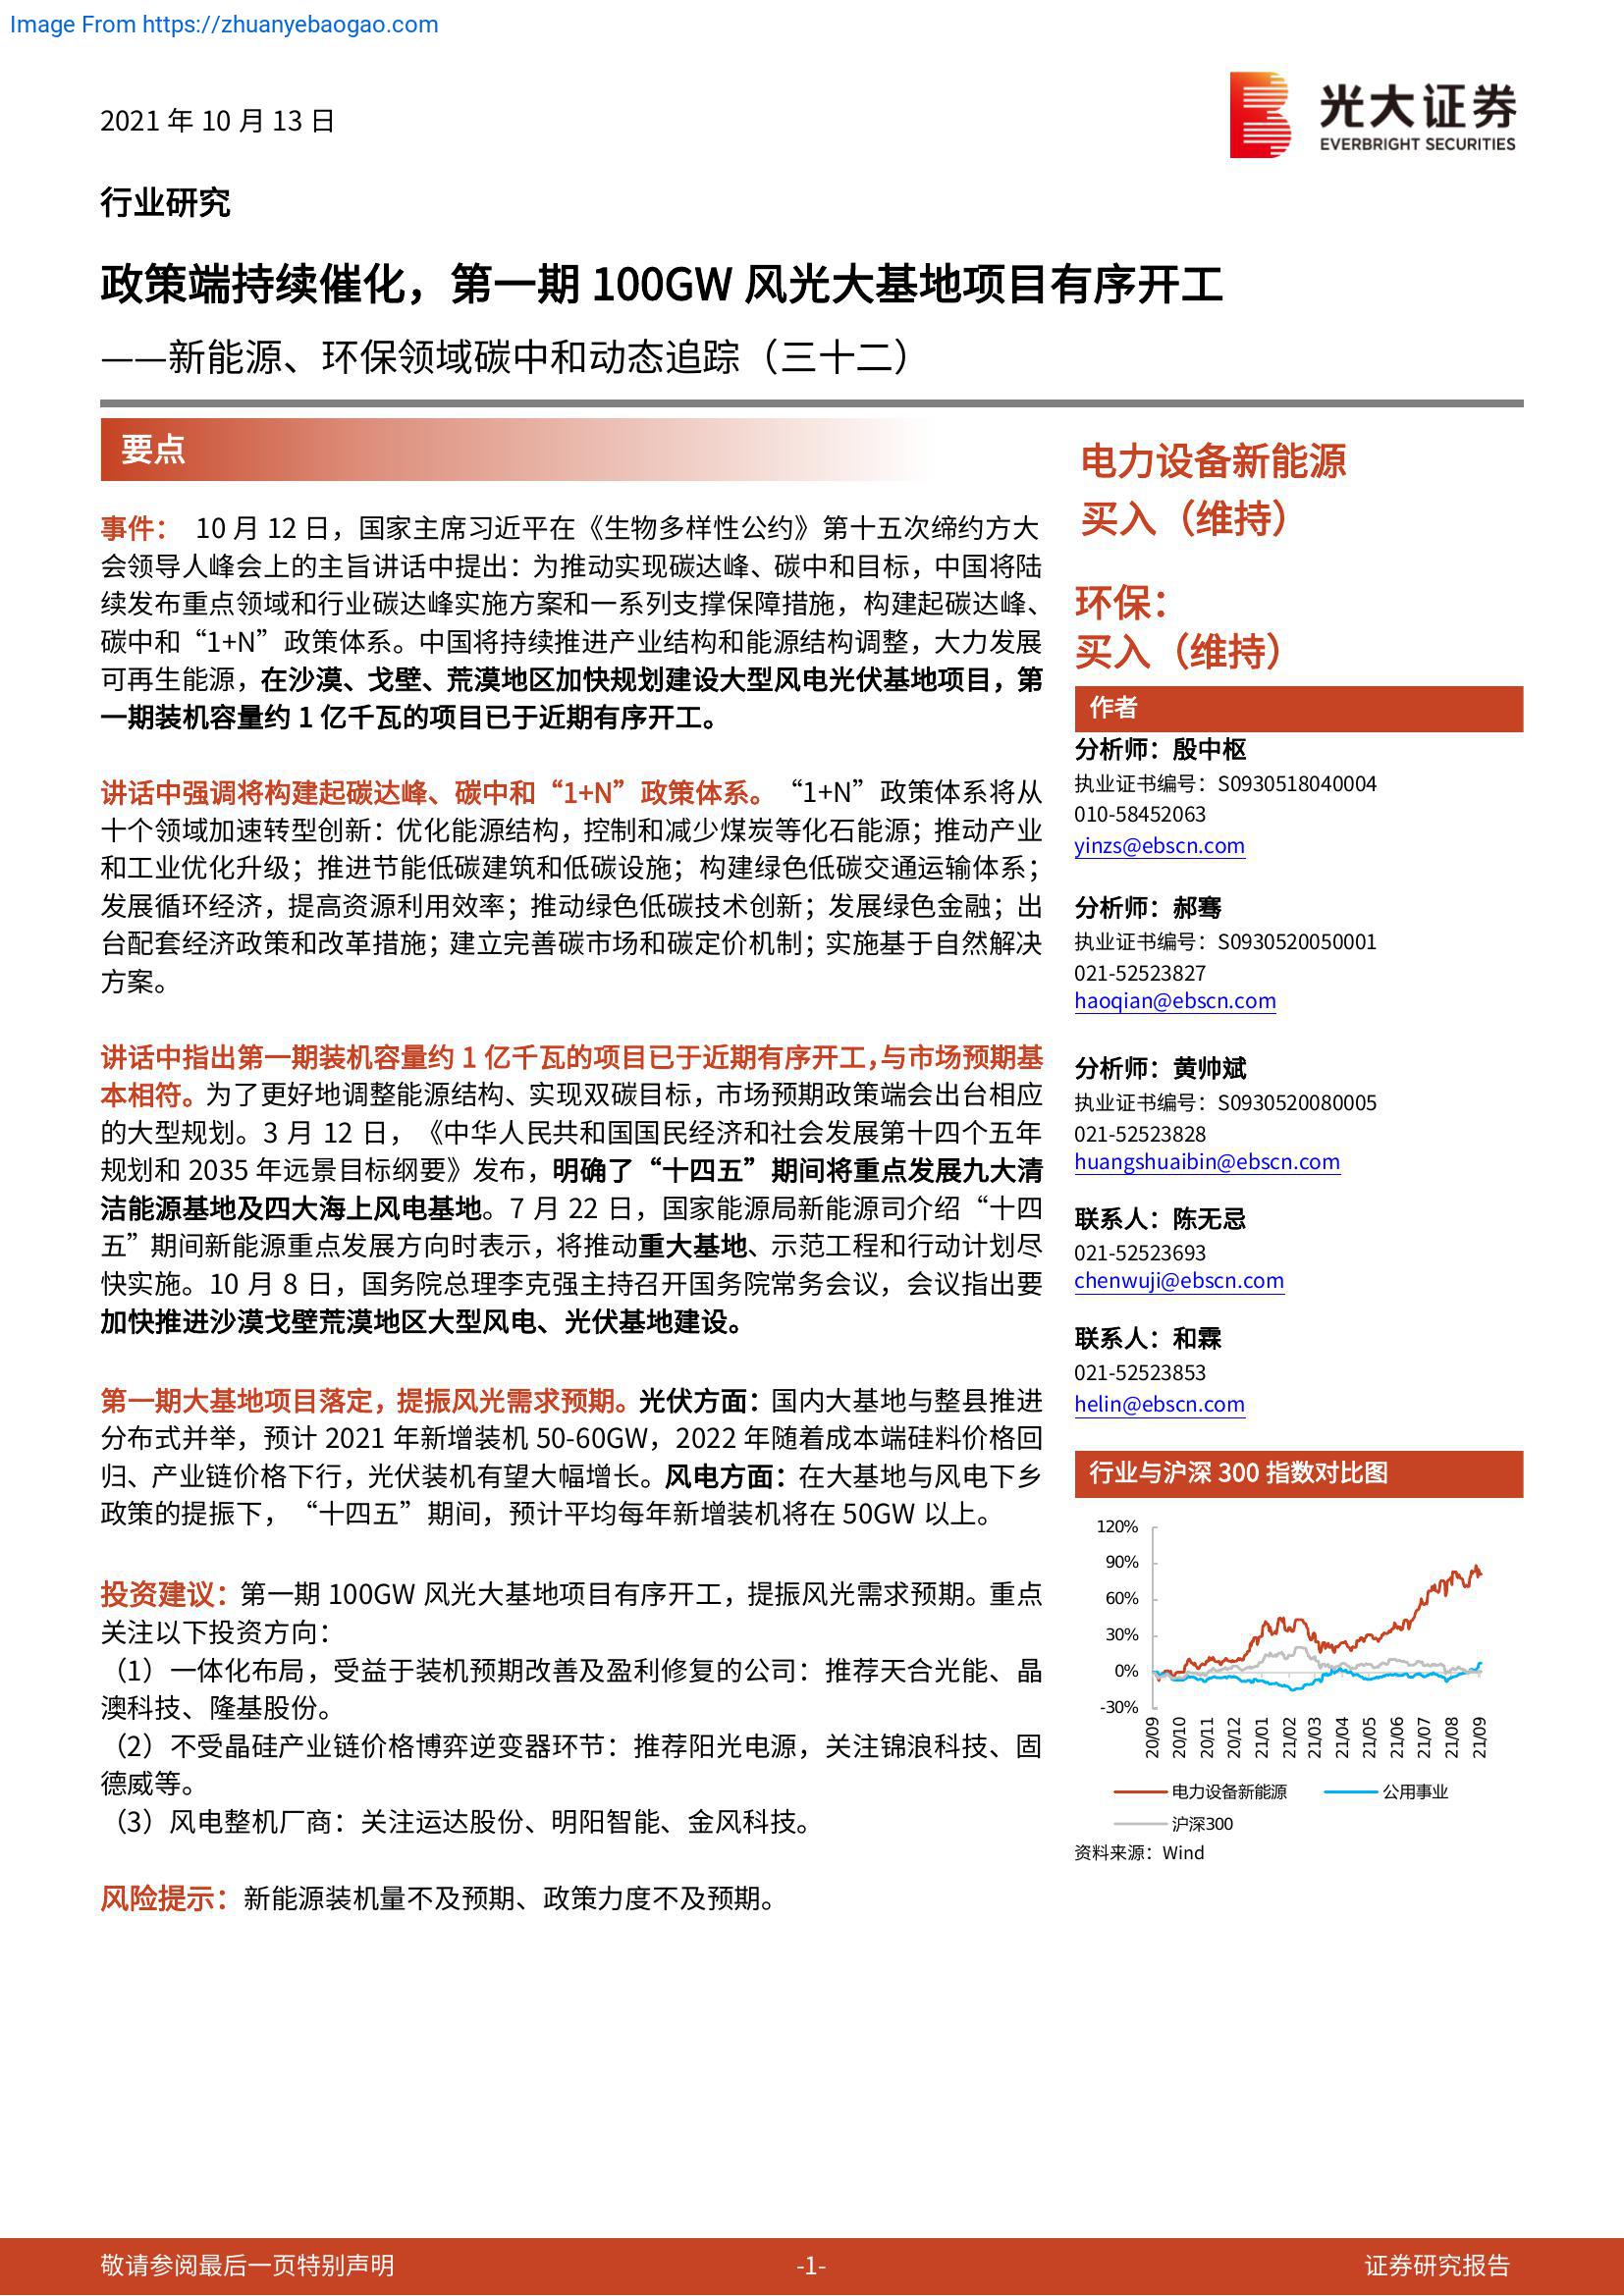 Image From https://zhuanyebaogao.com
2021 年 10 月 13 日
光大证券
EVERBRIGHT SECURITIES
行业研究
政策端持续催化，第一期 100GW 风光大基地项目有序开工
——新能源、环保领域碳中和动态追踪（三十二）
要点
事件： 10 月 12 日，国家主席习近平在《生物多样性公约》第十五次缔约方大
会领导人峰会上的主旨讲话中提出：为推动实现碳达峰、碳中和目标，中国将陆
续发布重点领域和行业碳达峰实施方案和一系列支撑保障措施，构建起碳达峰、
碳中和“1+N”政策体系。中国将持续推进产业结构和能源结构调整，大力发展
可再生能源，在沙漠、戈壁、荒漠地区加快规划建设大型风电光伏基地项目，第
一期装机容量约 1 亿千瓦的项目已于近期有序开工。
讲话中强调将构建起碳达峰、碳中和“1+N”政策体系。“1+N”政策体系将从
十个领域加速转型创新：优化能源结构，控制和减少煤炭等化石能源；推动产业
和工业优化升级；推进节能低碳建筑和低碳设施；构建绿色低碳交通运输体系；
发展循环经济，提高资源利用效率；推动绿色低碳技术创新；发展绿色金融；出
台配套经济政策和改革措施；建立完善碳市场和碳定价机制；实施基于自然解决
方案。
讲话中指出第一期装机容量约 1 亿千瓦的项目已于近期有序开工，与市场预期基
本相符。为了更好地调整能源结构、实现双碳目标，市场预期政策端会出台相应
的大型规划。3 月 12 日，《中华人民共和国国民经济和社会发展第十四个五年
规划和 2035 年远景目标纲要》发布，明确了“十四五”期间将重点发展九大清
洁能源基地及四大海上风电基地。7 月 22 日，国家能源局新能源司介绍“十四
五”期间新能源重点发展方向时表示，将推动重大基地、示范工程和行动计划尽
快实施。10 月 8 日，国务院总理李克强主持召开国务院常务会议，会议指出要
加快推进沙漠戈壁荒漠地区大型风电、光伏基地建设。
第一期大基地项目落定，提振风光需求预期。光伏方面：国内大基地与整县推进
分布式并举，预计 2021 年新增装机 50-60GW，2022 年随着成本端硅料价格回
归、产业链价格下行，光伏装机有望大幅增长。风电方面：在大基地与风电下乡
政策的提振下，“十四五”期间，预计平均每年新增装机将在 50GW 以上。
投资建议：第一期 100GW 风光大基地项目有序开工，提振风光需求预期。重点
关注以下投资方向：
（1）一体化布局，受益于装机预期改善及盈利修复的公司：推荐天合光能、晶
澳科技、隆基股份。
（2）不受晶硅产业链价格博弈逆变器环节：推荐阳光电源，关注锦浪科技、固
德威等。
（3）风电整机厂商：关注运达股份、明阳智能、金风科技。
风险提示：新能源装机量不及预期、政策力度不及预期。
电力设备新能源
买入（维持）
环保：
买入（维持）
作者
分析师：殷中枢
执业证书编号：S0930518040004
010-58452063
yinzs@ebscn.com
分析师：郝骞
执业证书编号：S0930520050001
021-52523827
haoqian@ebscn.com
分析师：黄帅斌
执业证书编号：S0930520080005
021-52523828
huangshuaibin@ebscn.com
联系人：陈无忌
021-52523693
chenwuji@ebscn.com
联系人：和霖
021-52523853
helin@ebscn.com
行业与沪深 300 指数对比图
120%
90%
60%
30%
0%
-30%
20/09 20/10 20/11 20/12 21/01 21/02 21/03 21/04 21/05 21/06 21/07 21/08 21/09
电力设备新能源 公用事业
沪深300
资料来源：Wind
敬请参阅最后一页特别声明 -1- 证券研究报告